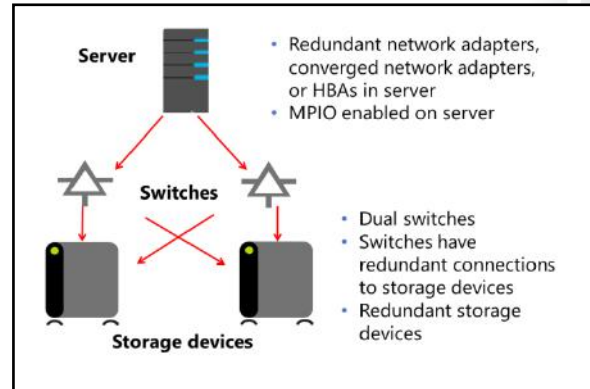 Server
• Redundant network adapters,
converged network adapters,
or HBAs in server
• MPIO enabled on server
Switches
• Dual switches
• Switches have
redundant connections
to storage devices
• Redundant storage
devices
Storage devices